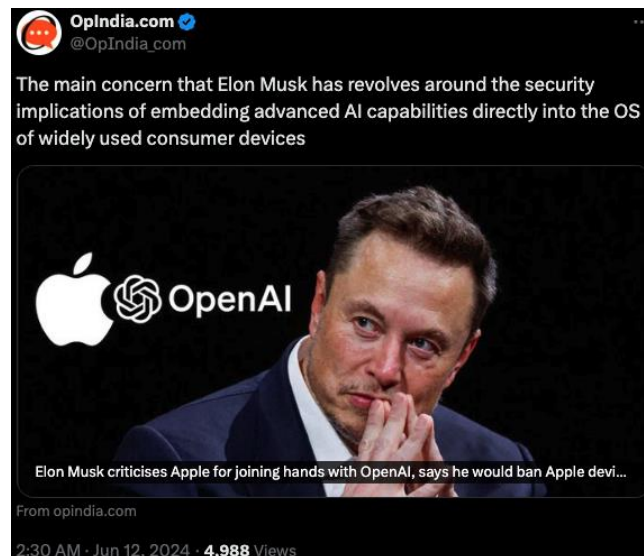 OpIndia.com
@OpIndia_com
The main concern that Elon Musk has revolves around the security
implications of embedding advanced AI capabilities directly into the OS
of widely used consumer devices
OpenAI
Elon Musk criticises Apple for joining hands with OpenAI, says he would ban Apple devi...
From opindia.com
2:30 AM · Jun 12, 2024 · 4,988 Views